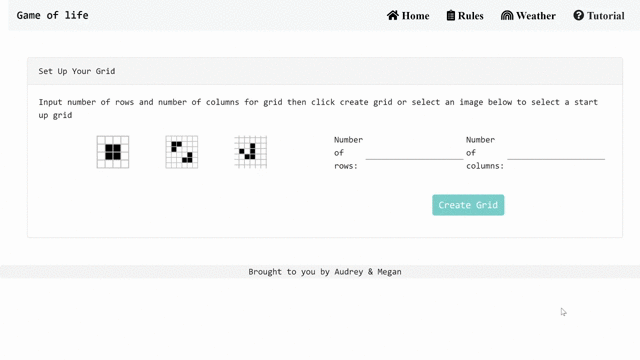 Game of life
Home
Rules
Weather
Tutorial
Set Up Your Grid
Input number of rows and number of columns for grid then click create grid or select an image below to select a start
up grid
Number
of
rows:
Number
of
columns:
Create Grid
Brought to you by Audrey & Megan